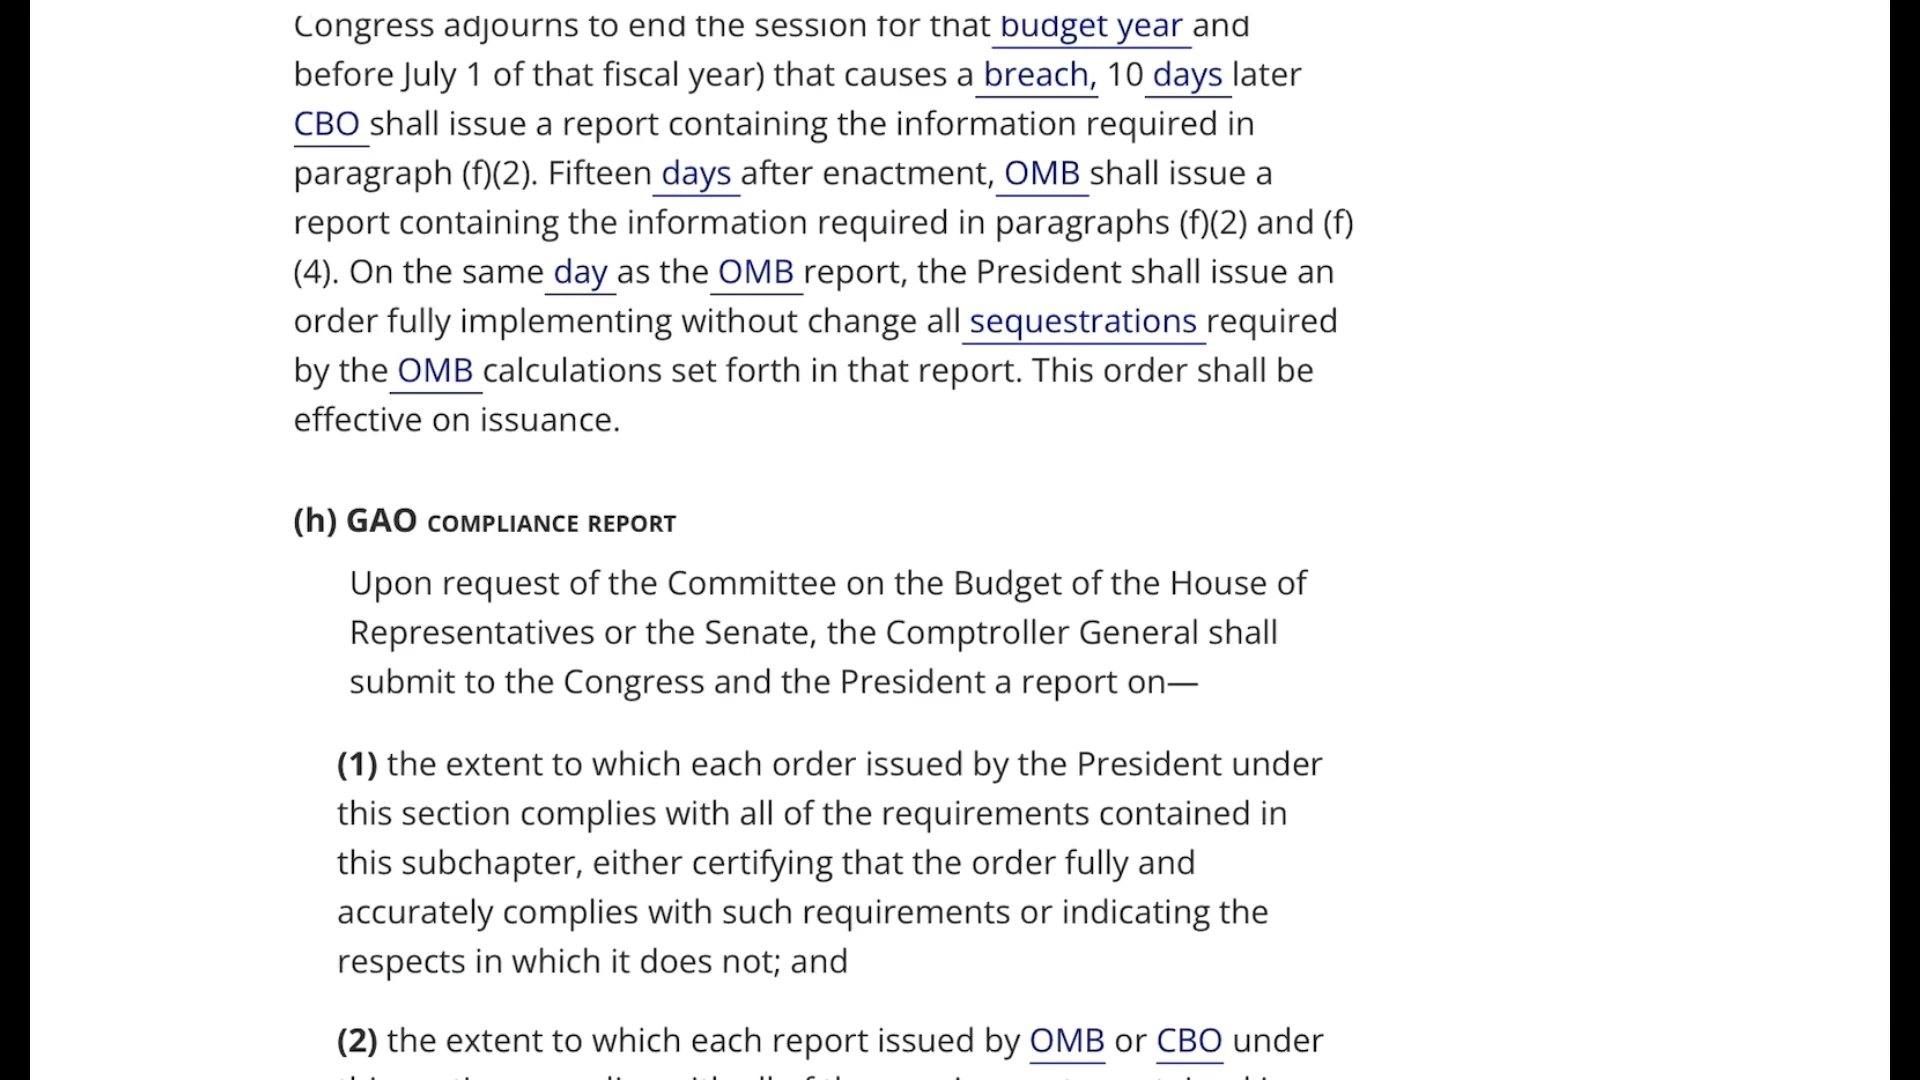 Congress adjourns to end the session for that budget year and
before July 1 of that fiscal year) that causes a breach, 10 days later
CBO shall issue a report containing the information required in
paragraph (f)(2). Fifteen days after enactment, OMB shall issue a
report containing the information required in paragraphs (f)(2) and (f)
(4). On the same day as the OMB report, the President shall issue an
order fully implementing without change all sequestrations required
by the OMB calculations set forth in that report. This order shall be
effective on issuance.
(h) GAO COMPLIANCE REPORT
Upon request of the Committee on the Budget of the House of
Representatives or the Senate, the Comptroller General shall
submit to the Congress and the President a report on—
(1) the extent to which each order issued by the President under
this section complies with all of the requirements contained in
this subchapter, either certifying that the order fully and
accurately complies with such requirements or indicating the
respects in which it does not; and
(2) the extent to which each report issued by OMB or CBO under